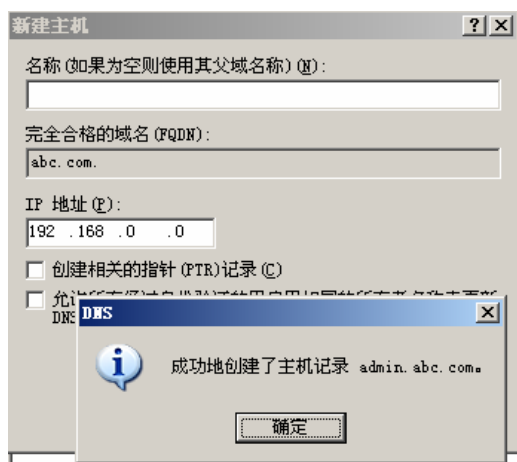 新建主机
名称(如果为空则使用其父域名称)(N):
完全合格的域名(FQDN):
abc.com.
IP 地址(P):
192 .168 .0 .0
创建相关的指针(PTR)记录(C)
DNS
DNS
成功地创建了主机记录 admin.abc.com。
确定